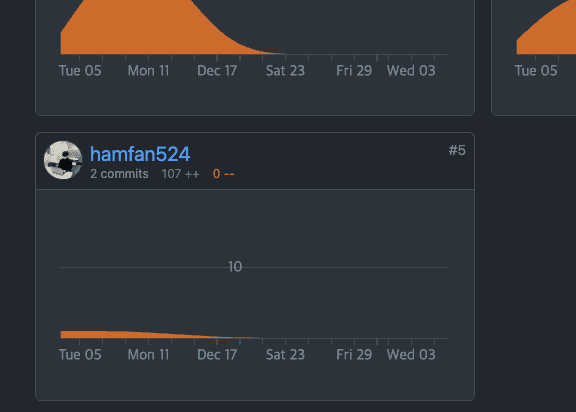 Tue 05 Mon 11 Dec 17 Sat 23 Fri 29 Wed 03 Tue 05
hamfan524 #5
2 commits 107 ++ 0 --
10
Tue 05 Mon 11 Dec 17 Sat 23 Fri 29 Wed 03